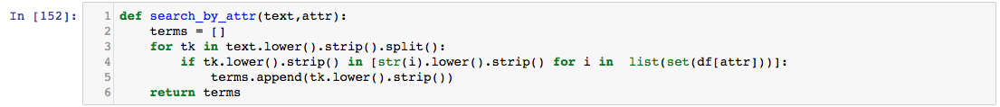 In [152]:
1 def search_by_attr(text,attr):
2     terms = []
3     for tk in text.lower().strip().split():
4         if tk.lower().strip() in [str(i).lower().strip() for i in  list(set(df[attr]))]:
5             terms.append(tk.lower().strip())
6     return terms